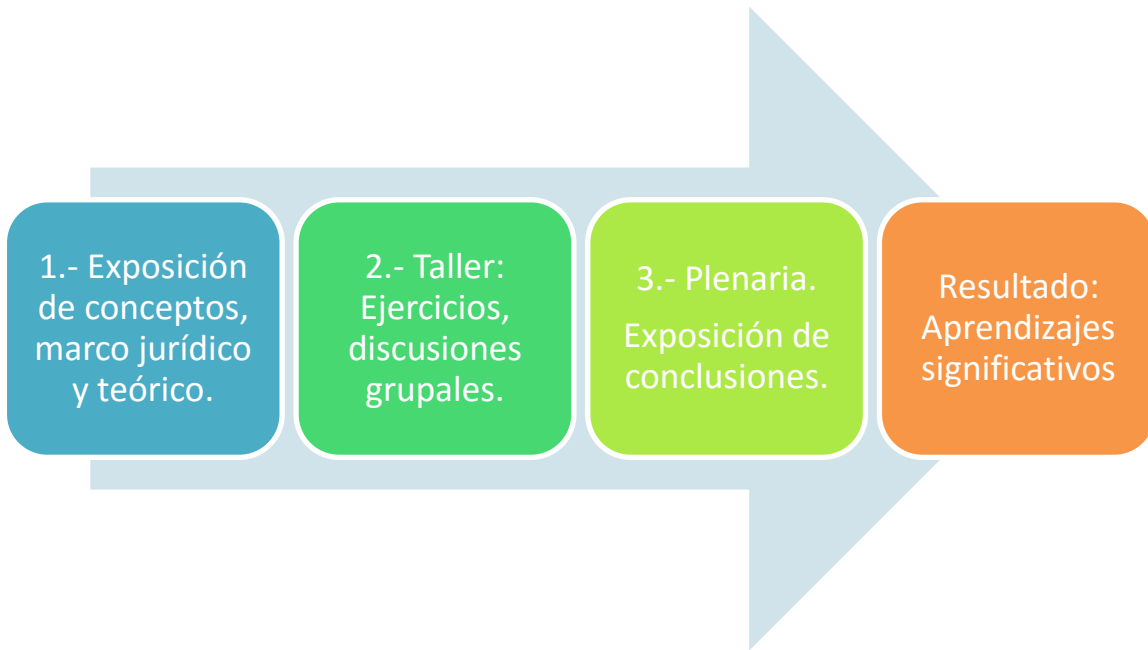 1.- Exposición
de conceptos,
marco jurídico
y teórico.
2.- Taller:
Ejercicios,
discusiones
grupales.
3.- Plenaria.
Exposición de
conclusiones.
Resultado:
Aprendizajes
significativos